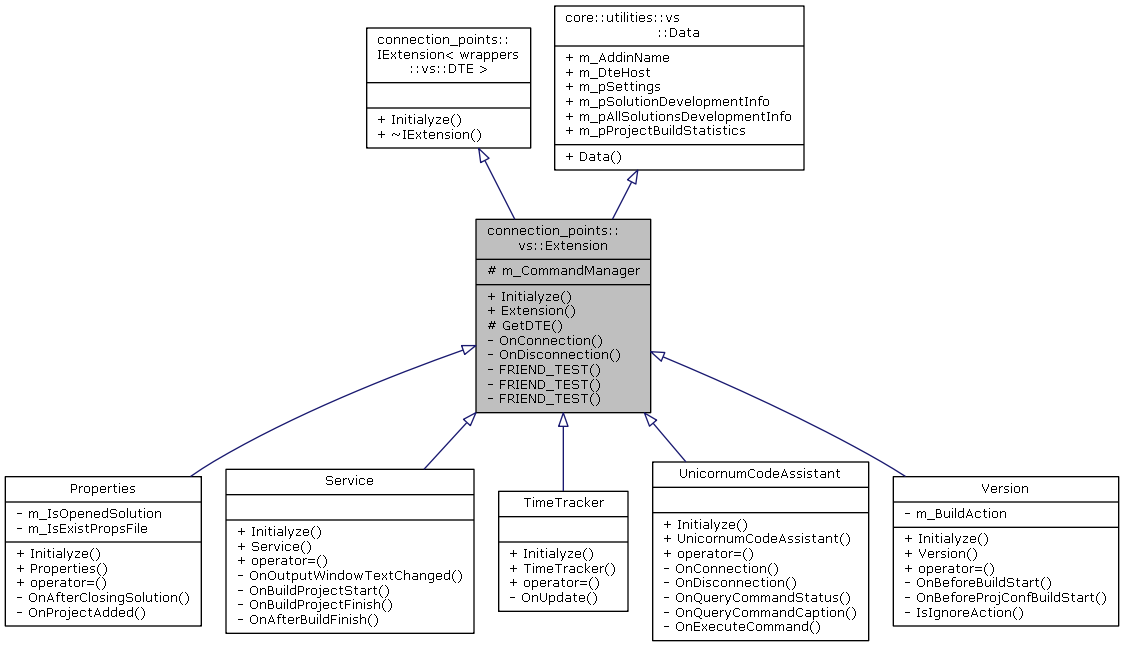 connection_points::
IExtension< wrappers
::vs::DTE >
+ Initialyze()
+ ~IExtension()
core::utilities::vs
::Data
+ m_AddinName
+ m_DteHost
+ m_pSettings
+ m_pSolutionDevelopmentInfo
+ m_pAllSolutionsDevelopmentInfo
+ m_pProjectBuildStatistics
+ Data()
connection_points::
vs::Extension
# m_CommandManager
+ Initialyze()
+ Extension()
# GetDTE()
- OnConnection()
- OnDisconnection()
- FRIEND_TEST()
- FRIEND_TEST()
- FRIEND_TEST()
Properties
- m_IsOpenedSolution
- m_IsExistPropsFile
+ Initialyze()
+ Properties()
+ operator=()
- OnAfterClosingSolution()
- OnProjectAdded()
Service
+ Initialyze()
+ Service()
+ operator=()
- OnOutputWindowTextChanged()
- OnBuildProjectStart()
- OnBuildProjectFinish()
- OnAfterBuildFinish()
TimeTracker
+ Initialyze()
+ TimeTracker()
+ operator=()
- OnUpdate()
UnicornumCodeAssistant
+ Initialyze()
+ UnicornumCodeAssistant()
+ operator=()
- OnConnection()
- OnDisconnection()
- OnQueryCommandStatus()
- OnQueryCommandCaption()
- OnExecuteCommand()
Version
- m_BuildAction
+ Initialyze()
+ Version()
+ operator=()
- OnBeforeBuildStart()
- OnBeforeProjConfBuildStart()
- IsIgnoreAction()